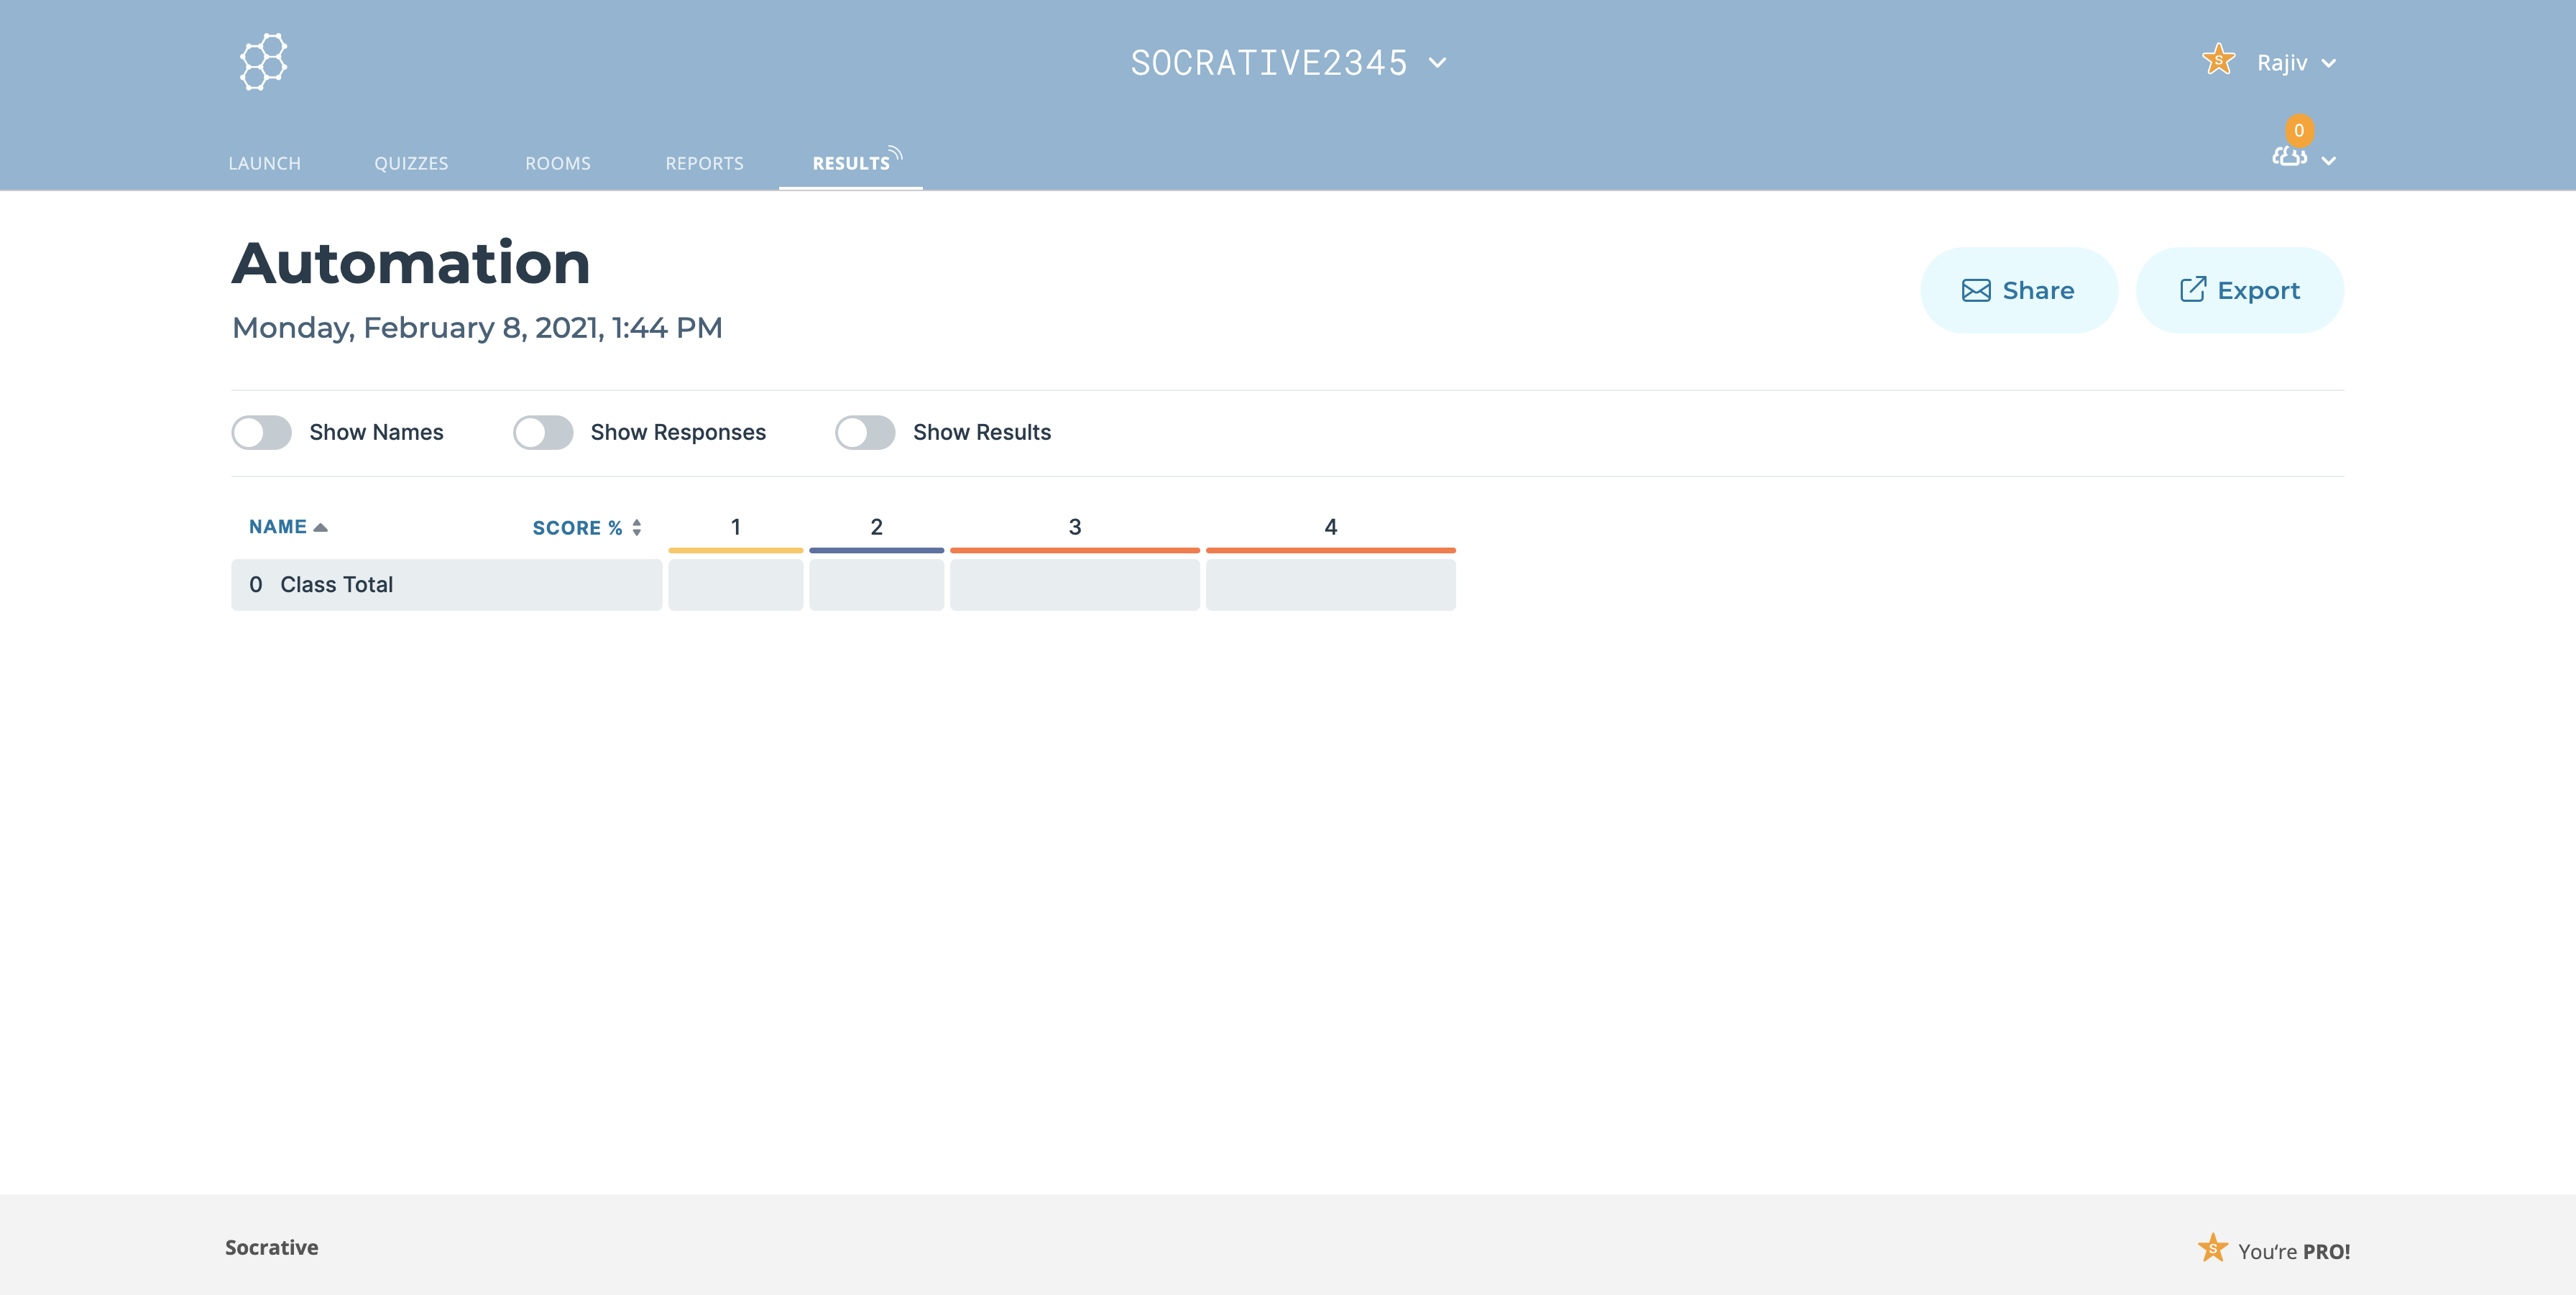 SOCRATIVE2345
S Rajiv
0
LAUNCH QUIZZES ROOMS REPORTS RESULTS
Automation
Monday, February 8, 2021, 1:44 PM
Share Export
Show Names Show Responses Show Results
NAME SCORE % 1 2 3 4
0 Class Total
Socrative
S You're PRO!